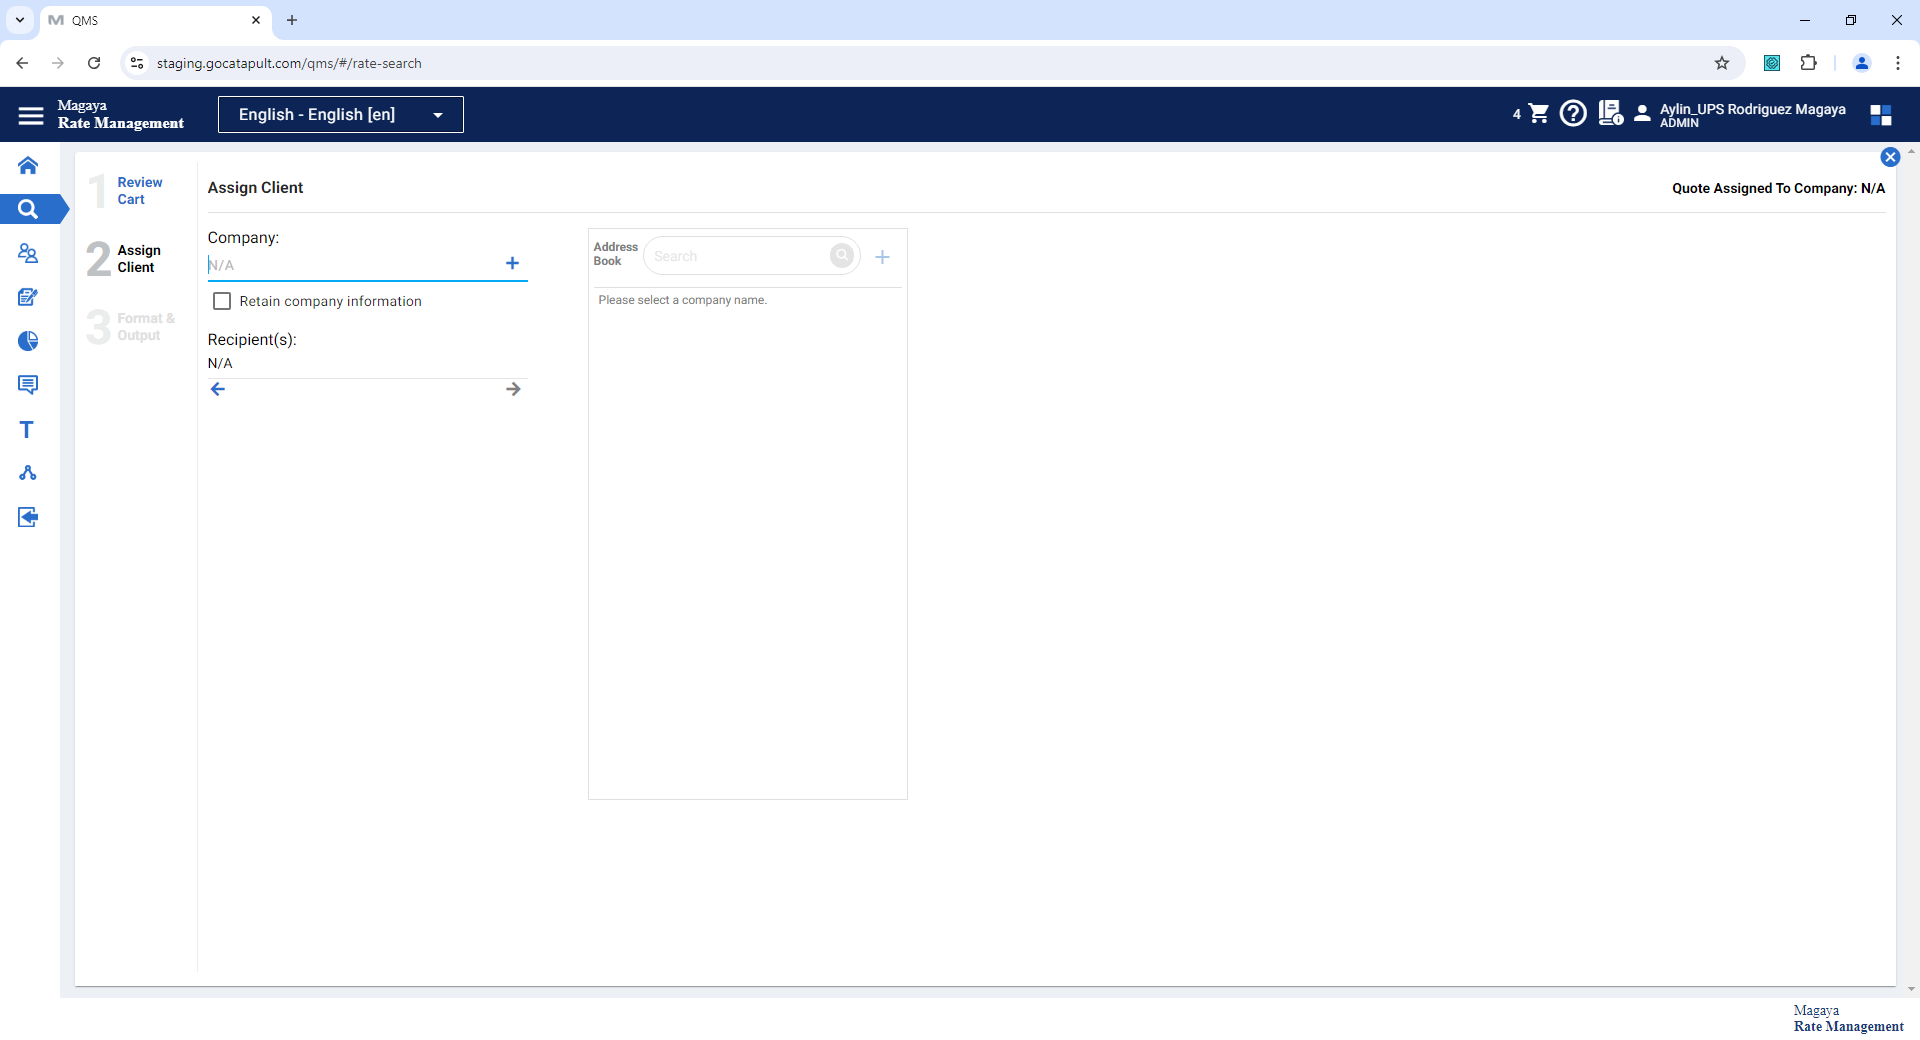 QMS
staging.gocatapult.com/qms/#/rate-search
Magaya
Rate Management
English - English [en]
4
Aylin_UPS Rodriguez Magaya
ADMIN
1 Review
Cart
2 Assign
Client
3 Format &
Output
Assign Client
Quote Assigned To Company: N/A
Company:
N/A
Retain company information
Recipient(s):
N/A
Address
Book
Search
Please select a company name.
T
Magaya
Rate Management